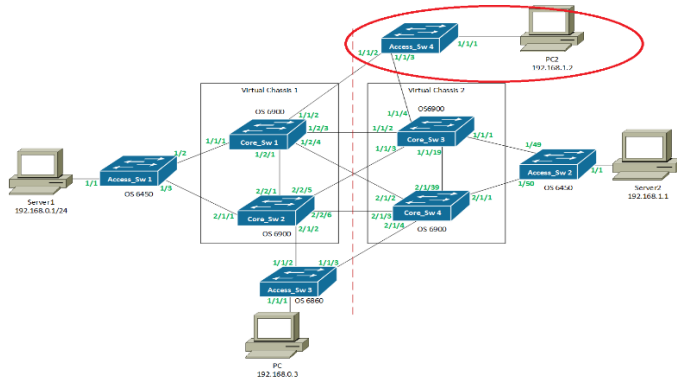 Access_Sw 4
1/1/1
1/1/2
1/1/3
PC2
192.168.1.2
Virtual Chassis 1
Virtual Chassis 2
OS 6900
OS6900
1/1/2
1/1/4
1/1/1
Core_Sw 1
1/2/3
1/1/2
Core_Sw 3
1/1/1
1/2
1/2/1
1/2/4
1/1/3
1/1/19
1/49
Server1
192.168.0.1/24
1/1
Access_Sw 1
OS 6450
1/3
Access_Sw 2
OS 6450
1/1
1/50
Server2
192.168.1.1
2/2/1
2/2/5
2/1/2
2/1/39
2/1/1
Core_Sw 2
2/2/6
2/1/3
Core_Sw 4
2/1/1
OS 6900
2/1/2
2/1/4
OS 6900
1/1/2
1/1/3
Access_Sw 3
1/1/1
OS 6860
PC
192.168.0.3